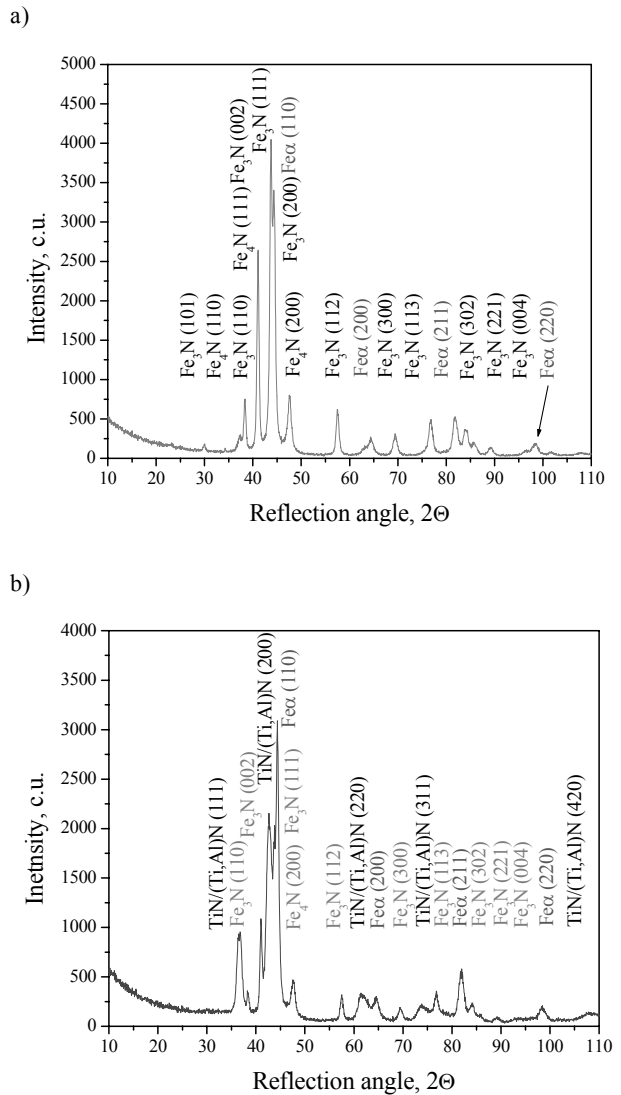 a)
5000
4500
4000
3500
3000
2500
2000
1500
1000
500
0
Intensity, c.u.
Fe₃N (101)
Fe₄N (110)
Fe₃N (110)
Fe₄N (111)
Fe₃N (002)
Fe₃N (111)
Feα (110)
Fe₃N (200)
Fe₄N (200)
Fe₃N (112)
Feα (200)
Fe₃N (300)
Fe₃N (113)
Feα (211)
Fe₃N (302)
Fe₃N (221)
Fe₃N (004)
Feα (220)
10 20 30 40 50 60 70 80 90 100 110
Reflection angle, 2Θ
b)
4000
3500
3000
2500
2000
1500
1000
500
0
Inetnsity, c.u.
TiN/(Ti,Al)N (111)
Fe₃N (110)
Fe₃N (002)
TiN/(Ti,Al)N (200)
Feα (110)
Fe₄N (200)
Fe₃N (111)
Fe₃N (112)
TiN/(Ti,Al)N (220)
Feα (200)
Fe₃N (300)
TiN/(Ti,Al)N (311)
Fe₃N (113)
Feα (211)
Fe₃N (302)
Fe₃N (221)
Fe₃N (004)
Feα (220)
TiN/(Ti,Al)N (420)
10 20 30 40 50 60 70 80 90 100 110
Reflection angle, 2Θ